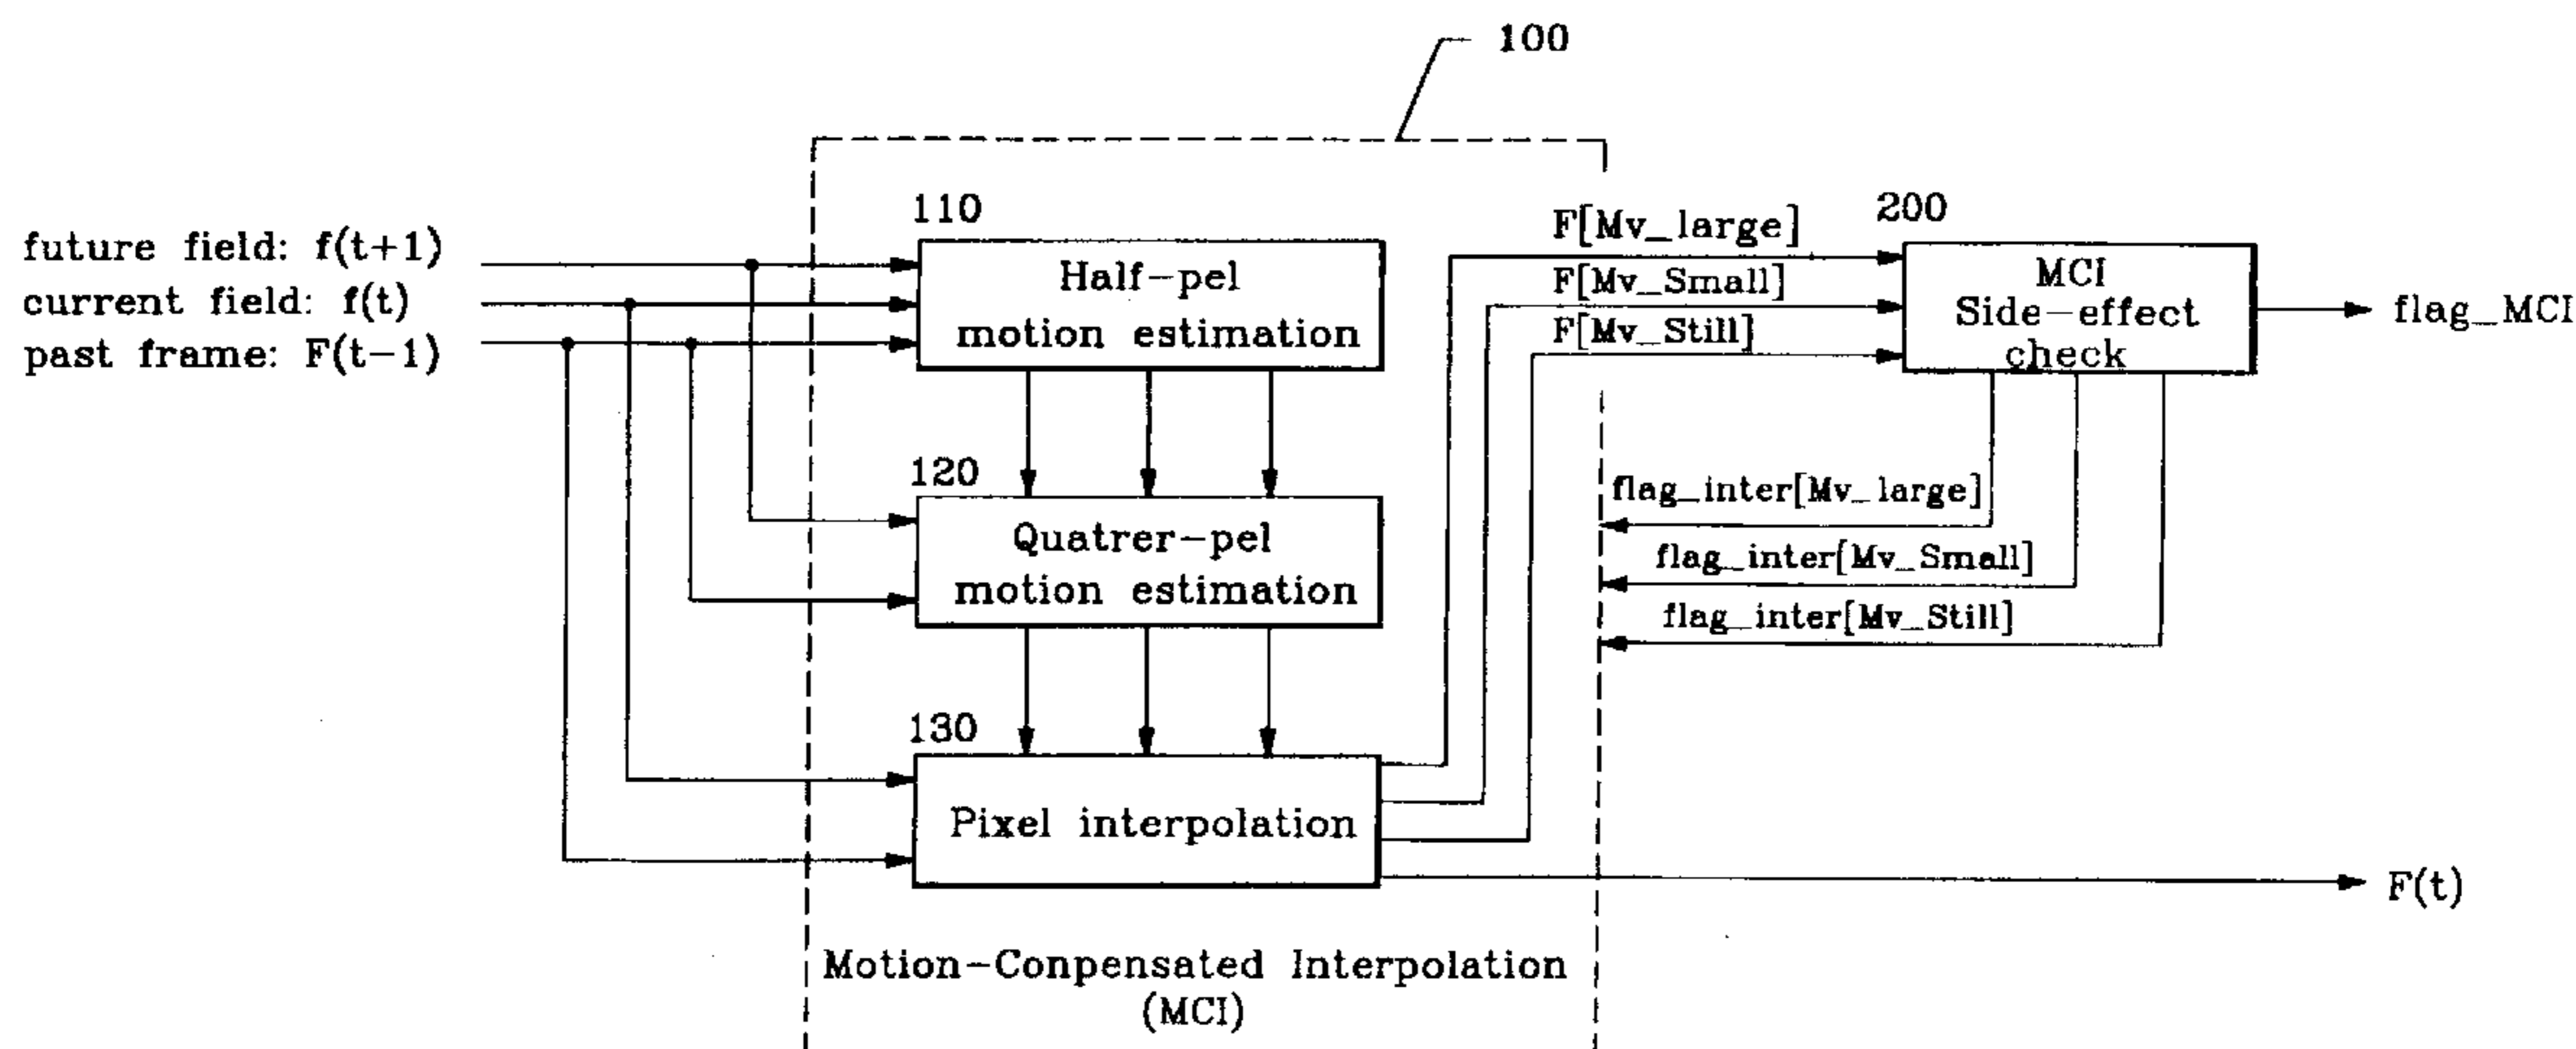 100
future field: f(t+1)
current field: f(t)
past frame: F(t-1)
110
Half-pel
motion estimation
120
Quatrer-pel
motion estimation
130
Pixel interpolation
Motion-Conpensated Interpolation
(MCI)
F[Mv_large]
F[Mv_Small]
F[Mv_Still]
200
MCI
Side-effect
check
flag_MCI
flag_inter[Mv_large]
flag_inter[Mv_Small]
flag_inter[Mv_Still]
F(t)